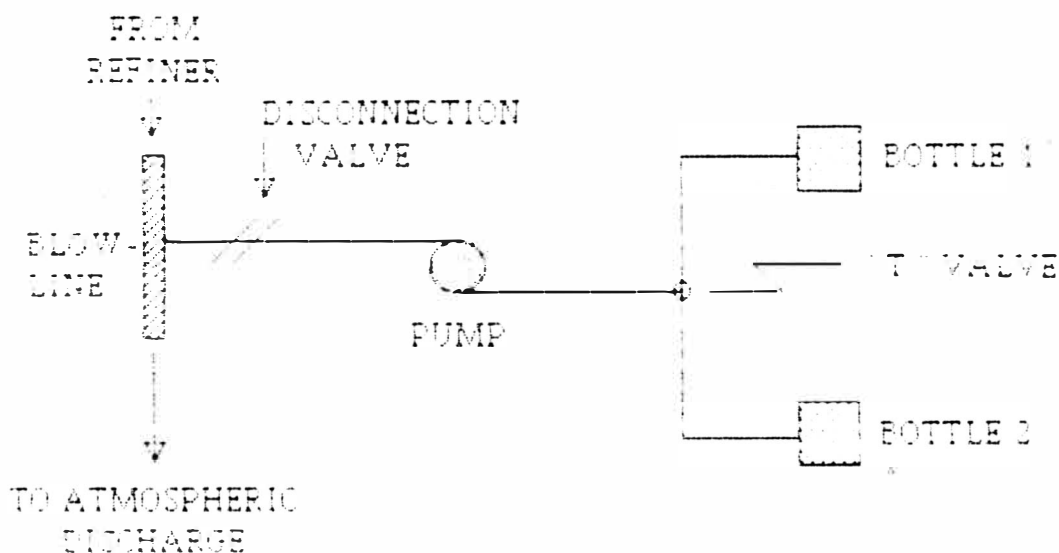 FROM
REFINER
DISCONNECTION
VALVE
BLOW-
LINE
PUMP
BOTTLE 1
"T" VALVE
BOTTLE 2
TO ATMOSPHERIC
DISCHARGE